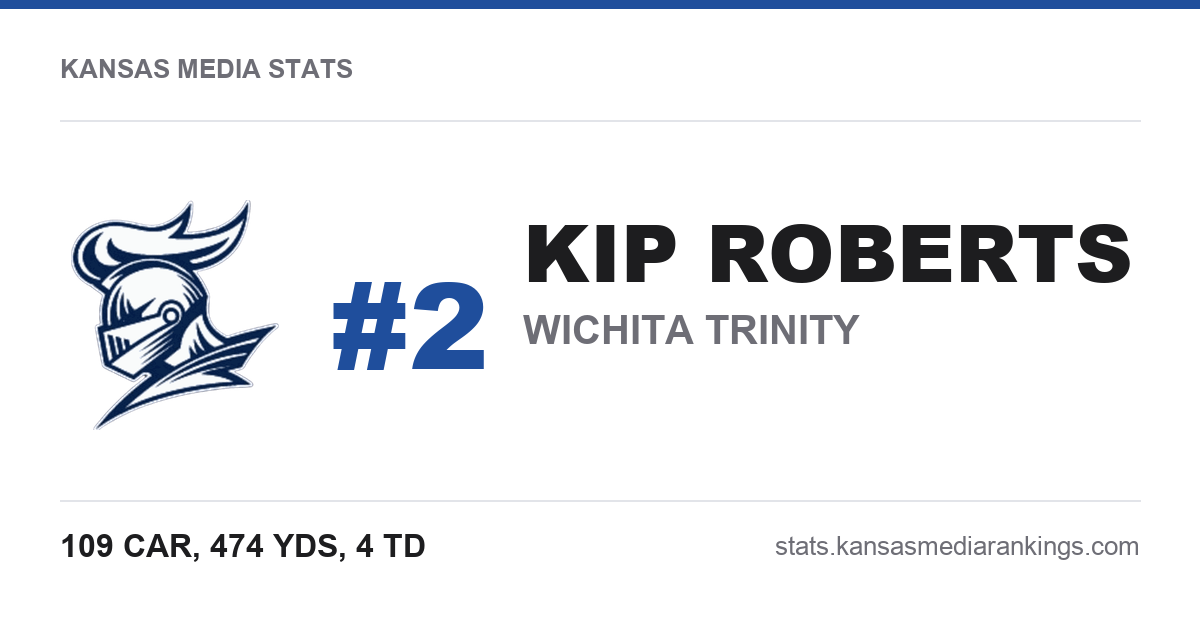 KANSAS MEDIA STATS
#2
KIP ROBERTS
WICHITA TRINITY
109 CAR, 474 YDS, 4 TD
stats.kansasmediarankings.com